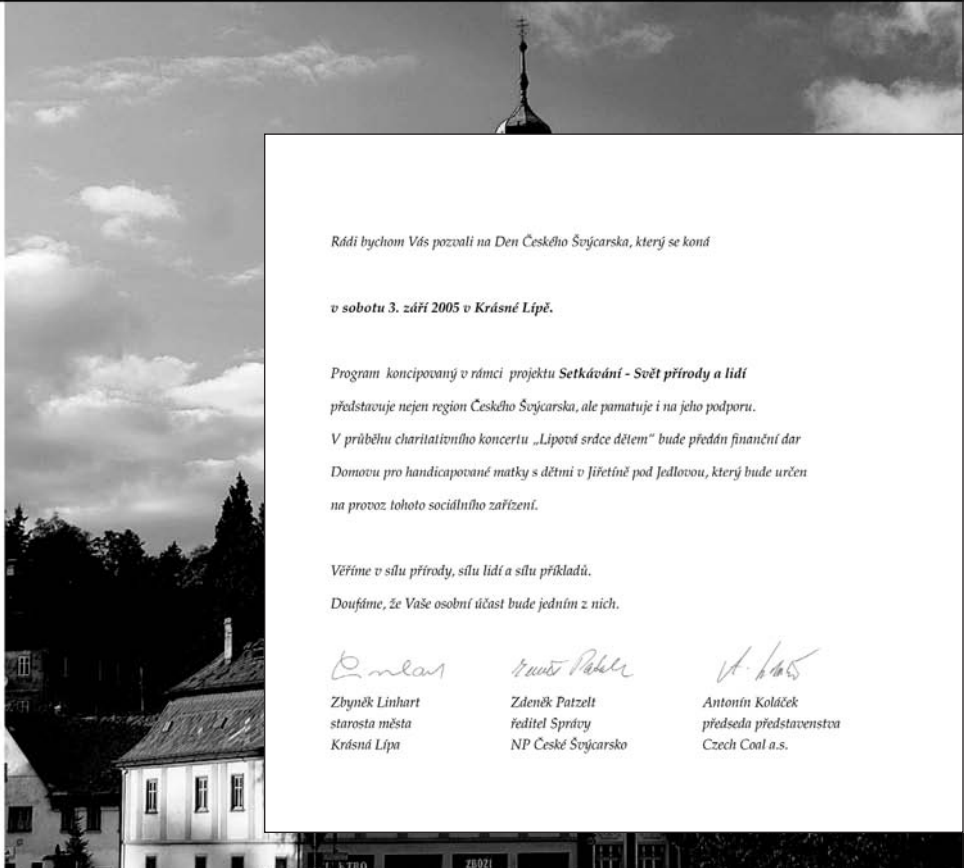 Rádi bychom Vás pozvali na Den Českého Švýcarska, který se koná
v sobotu 3. září 2005 v Krásné Lípě.
Program koncipovaný v rámci projektu Setkávání - Svět přírody a lidí
představuje nejen region Českého Švýcarska, ale pamatuje i na jeho podporu.
V průběhu charitativního koncertu „Lipová srdce dětem“ bude předán finanční dar
Domovu pro handicapované matky s dětmi v Jiřetíně pod Jedlovou, který bude určen
na provoz tohoto sociálního zařízení.
Věříme v sílu přírody, sílu lidí a sílu příkladů.
Doufáme, že Vaše osobní účast bude jedním z nich.
Zbyněk Linhart Zdeněk Patzelt Antonín Koláček
starosta města ředitel Správy předseda představenstva
Krásná Lípa NP České Švýcarsko Czech Coal a.s.
ZBOŽÍ